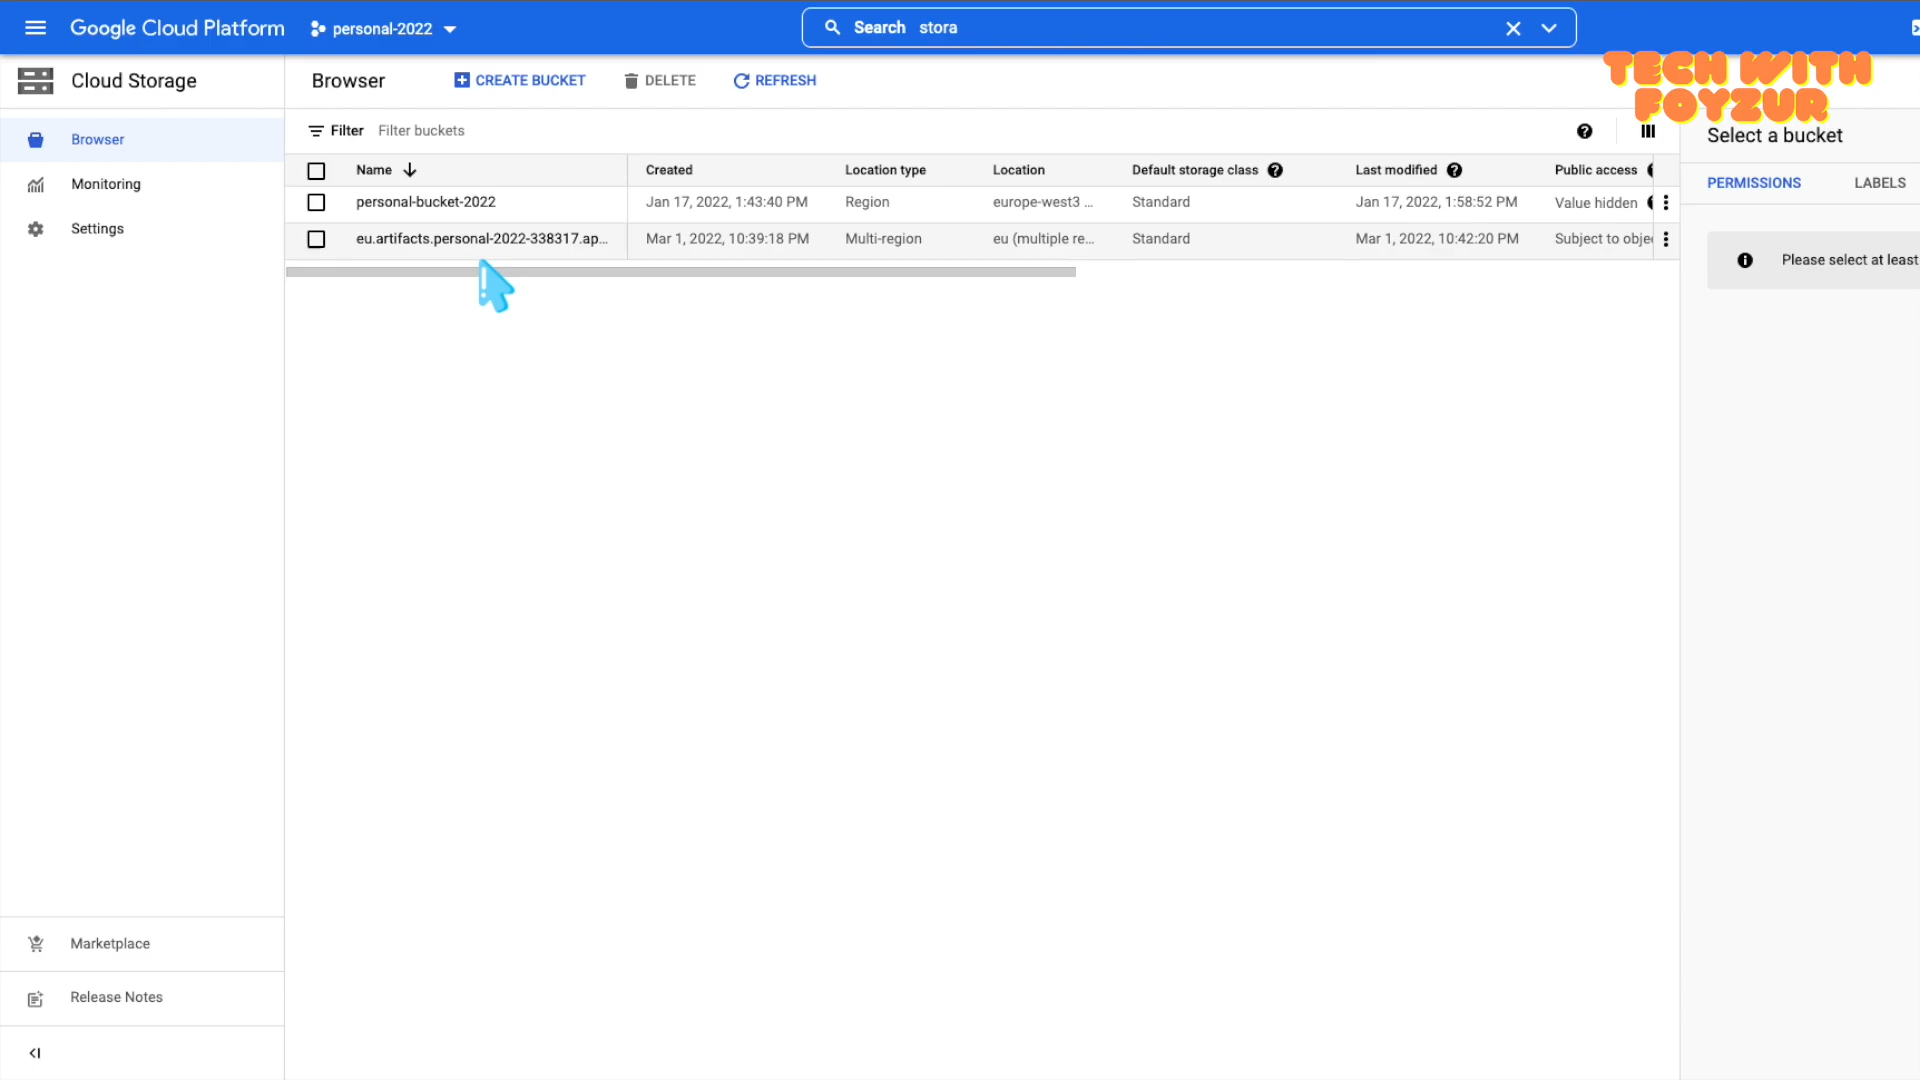 Google Cloud Platform personal-2022 Search stora
TECH WITH
FOYZUR
Cloud Storage Browser CREATE BUCKET DELETE REFRESH
Select a bucket
Browser
Filter Filter buckets
Monitoring
Settings
PERMISSIONS LABELS
Name Created Location type Location Default storage class Last modified Public access
personal-bucket-2022 Jan 17, 2022, 1:43:40 PM Region europe-west3 ... Standard Jan 17, 2022, 1:58:52 PM Value hidden
eu.artifacts.personal-2022-338317.ap... Mar 1, 2022, 10:39:18 PM Multi-region eu (multiple re... Standard Mar 1, 2022, 10:42:20 PM Subject to obje
Please select at least
Marketplace
Release Notes